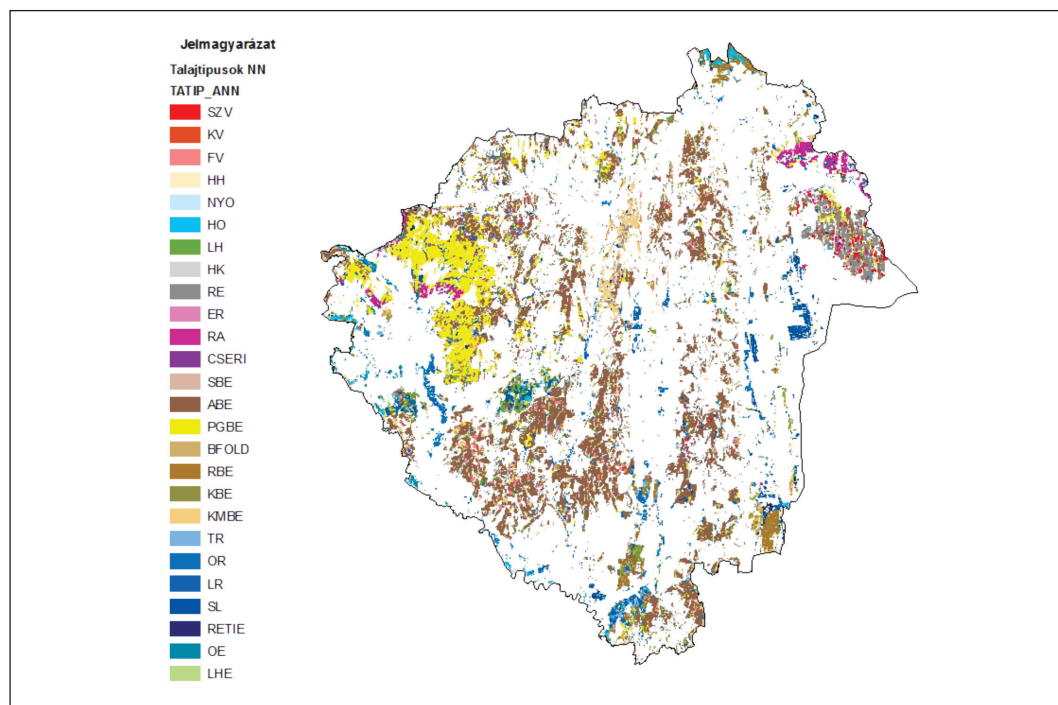 Jelmagyarázat
Talajtípusok NN
TATIP_ANN
SZV
KV
FV
HH
NYO
HO
LH
HK
RE
ER
RA
CSERI
SBE
ABE
PGBE
BFOLD
RBE
KBE
KMBE
TR
OR
LR
SL
RETIE
OE
LHE